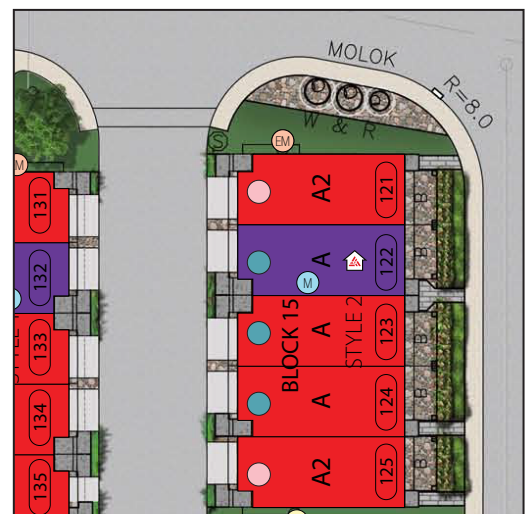 MOLOK
R=8.0
W & R
S
EM
M
131
132
133
134
135
A2
121
A
122
M
BLOCK 15
STYLE 2
A
123
A
124
A2
125
B
B
B
B
B